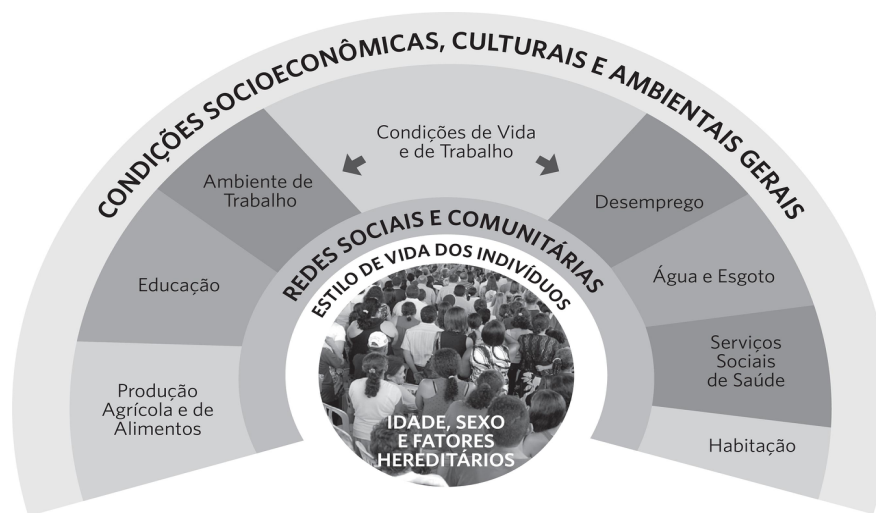 CONDIÇÕES SOCIOECONÔMICAS, CULTURAIS E AMBIENTAIS GERAIS
Condições de Vida
e de Trabalho
Ambiente de
Trabalho
Educação
Produção
Agrícola e de
Alimentos
Desemprego
Água e Esgoto
Serviços
Sociais
de Saúde
Habitação
REDES SOCIAIS E COMUNITÁRIAS
ESTILO DE VIDA DOS INDIVÍDUOS
IDADE, SEXO
E FATORES
HEREDITÁRIOS